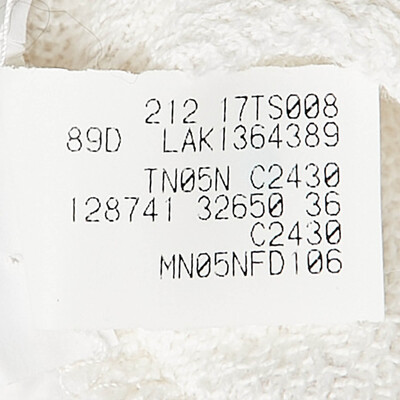 212 17TS008
89D LAK1364389
TN05N C2430
128741 32650 36
C2430
MN05NFD106